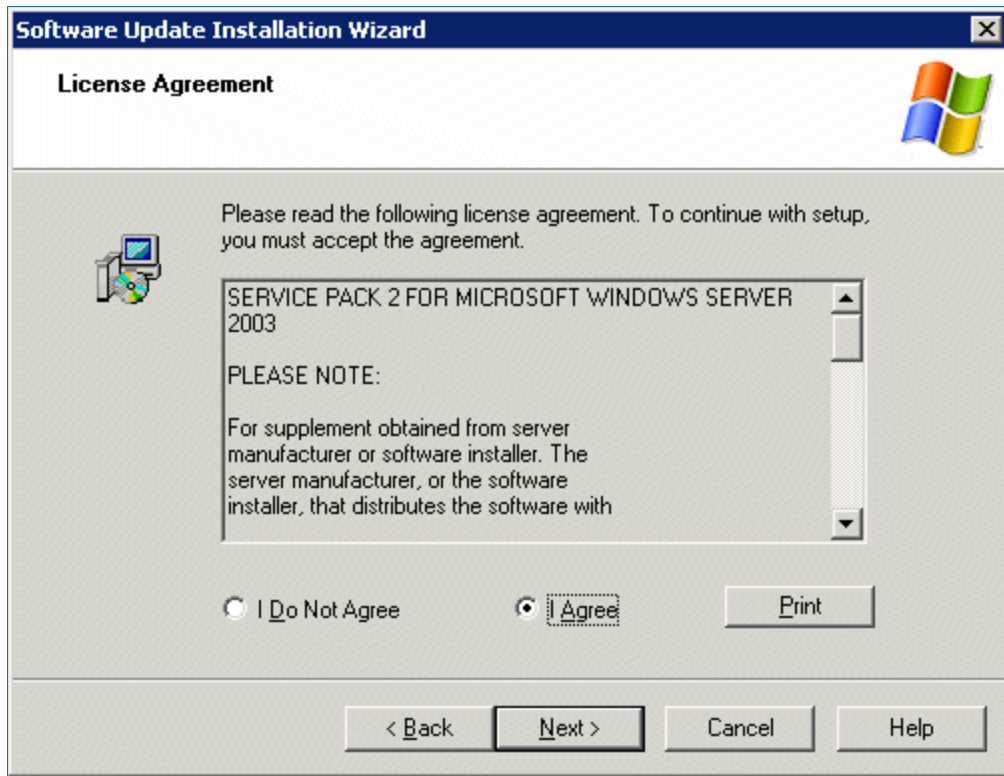 Software Update Installation Wizard
License Agreement
Please read the following license agreement. To continue with setup,
you must accept the agreement.
SERVICE PACK 2 FOR MICROSOFT WINDOWS SERVER
2003
PLEASE NOTE:
For supplement obtained from server
manufacturer or software installer. The
server manufacturer, or the software
installer, that distributes the software with
I Do Not Agree
I Agree
Print
< Back
Next >
Cancel
Help